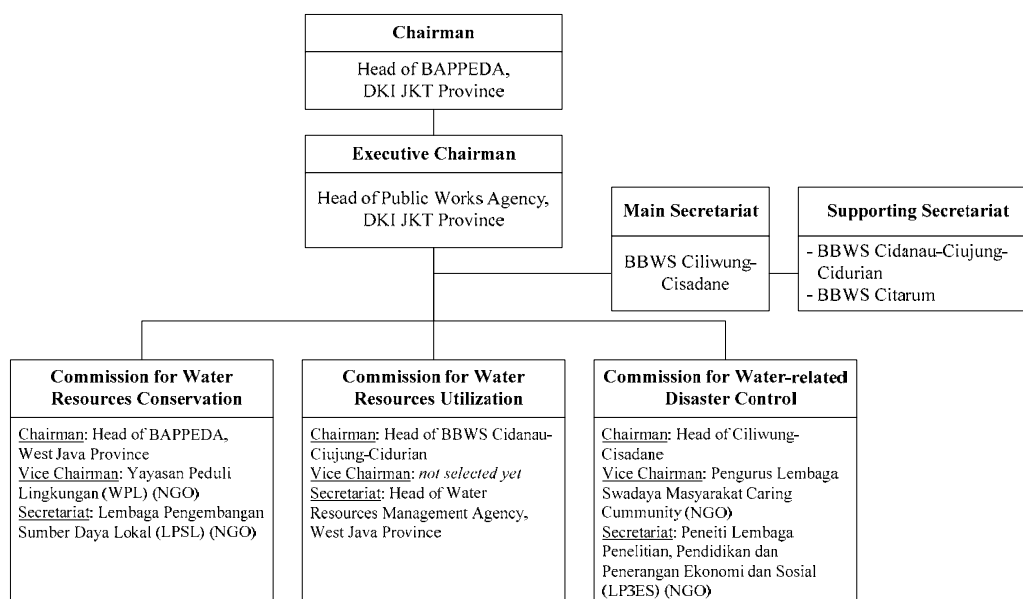 Chairman
Head of BAPPEDA,
DKI JKT Province
Executive Chairman
Head of Public Works Agency,
DKI JKT Province
Main Secretariat
BBWS Ciliwung-
Cisadane
Supporting Secretariat
- BBWS Cidanau-Ciujung-
Cidurian
- BBWS Citarum
Commission for Water
Resources Conservation
Chairman: Head of BAPPEDA,
West Java Province
Vice Chairman: Yayasan Peduli
Lingkungan (WPL) (NGO)
Secretariat: Lembaga Pengembangan
Sumber Daya Lokal (LPSL) (NGO)
Commission for Water
Resources Utilization
Chairman: Head of BBWS Cidanau-
Ciujung-Cidurian
Vice Chairman: not selected yet
Secretariat: Head of Water
Resources Management Agency,
West Java Province
Commission for Water-related
Disaster Control
Chairman: Head of Ciliwung-
Cisadane
Vice Chairman: Pengurus Lembaga
Swadaya Masyarakat Caring
Cummunity (NGO)
Secretariat: Peneiti Lembaga
Penelitian, Pendidikan dan
Penerangan Ekonomi dan Sosial
(LP3ES) (NGO)